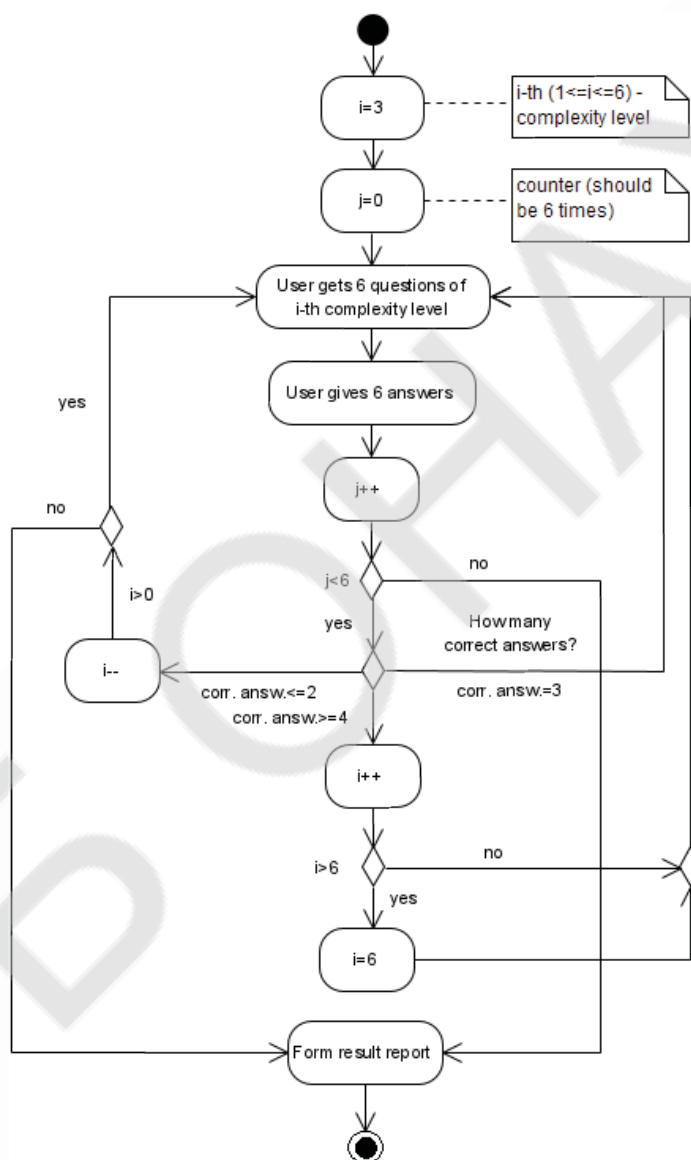 i=3
i-th (1<=i<=6) -
complexity level
j=0
counter (should
be 6 times)
User gets 6 questions of
i-th complexity level
yes
User gives 6 answers
j++
no
j<6
no
yes
How many
correct answers?
i>0
i--
corr. answ.<=2
corr. answ.=3
corr. answ.>=4
i++
i>6
no
yes
i=6
Form result report